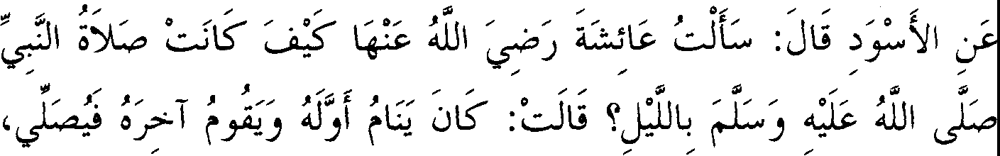 عَنِ الأَسْوَدِ قَالَ: سَأَلْتُ عَائِشَةَ رَضِيَ اللَّهُ عَنْهَا كَيْفَ كَانَتْ صَلاَةُ النَّبِيِّ
صَلَّى اللَّهُ عَلَيْهِ وَسَلَّمَ بِاللَّيْلِ؟ قَالَتْ: كَانَ يَنَامُ أَوَّلَهُ وَيَقُومُ آخِرَهُ فَيُصَلِّي،